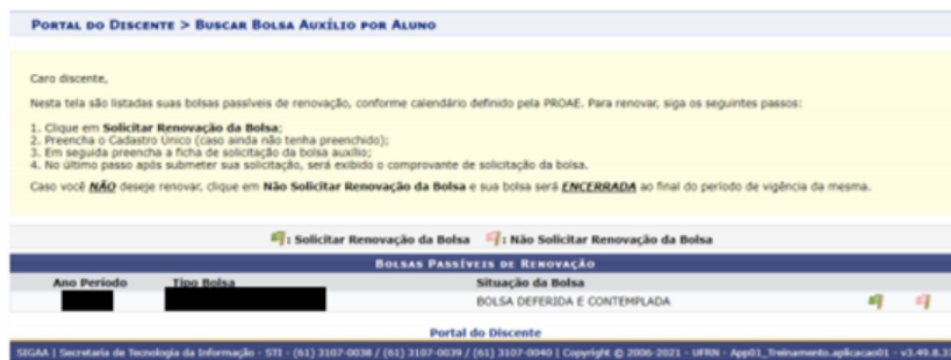 PORTAL DO DISCENTE > BUSCAR BOLSA AUXÍLIO POR ALUNO
Caro discente,
Nesta tela são listadas suas bolsas passíveis de renovação, conforme calendário definido pela PROAE. Para renovar, siga os seguintes passos:
1. Clique em Solicitar Renovação da Bolsa;
2. Preencha o Cadastro Único (caso ainda não tenha preenchido);
3. Em seguida preencha a ficha de solicitação da bolsa auxílio;
4. No último passo após submeter sua solicitação, será exibido o comprovante de solicitação da bolsa.
Caso você NÃO deseje renovar, clique em Não Solicitar Renovação da Bolsa e sua bolsa será ENCERRADA ao final do período de vigência da mesma.
: Solicitar Renovação da Bolsa : Não Solicitar Renovação da Bolsa
BOLSAS PASSÍVEIS DE RENOVAÇÃO
Ano Período Tipo Bolsa Situação da Bolsa
BOLSA DEFERIDA E CONTEMPLADA
Portal do Discente
SIGAA | Secretaria de Tecnologia da Informação - STI - (61) 3107-0038 / (61) 3107-0039 / (61) 3107-0040 | Copyright © 2006-2021 - UFRN - App01_Treinamento.aplicacao01 -